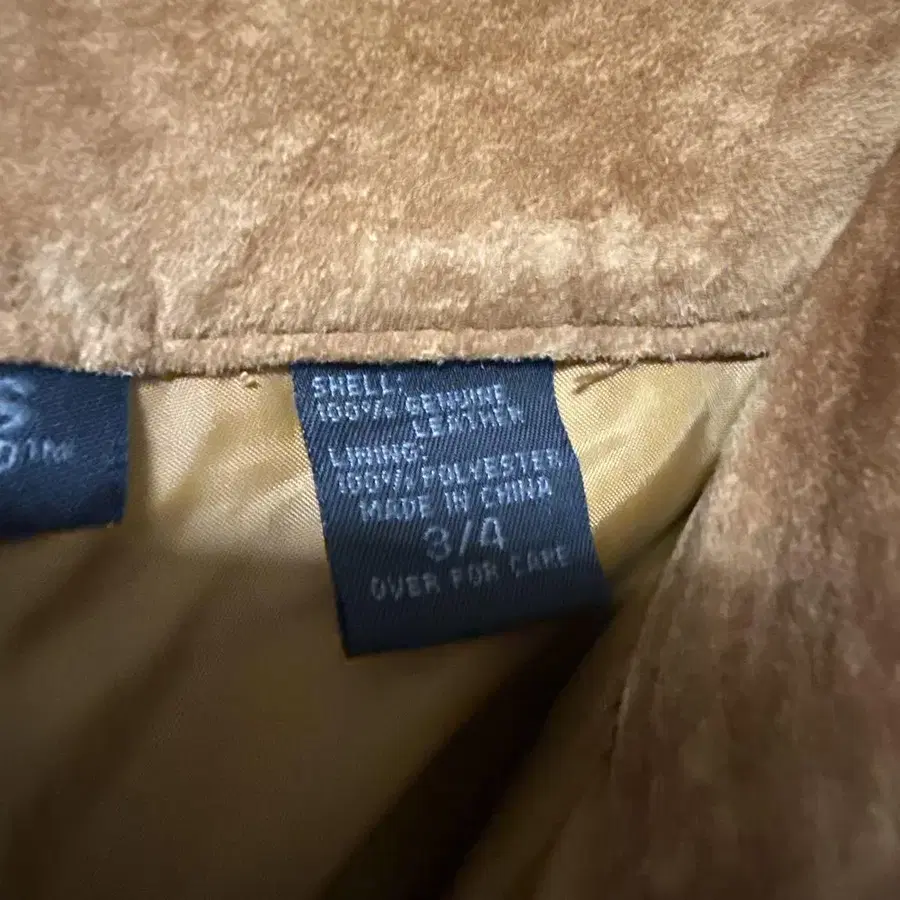 S
SHELL:
100% GENUINE
LEATHER
LINING:
100% POLYESTER
MADE IN CHINA
3/4
OVER FOR CARE